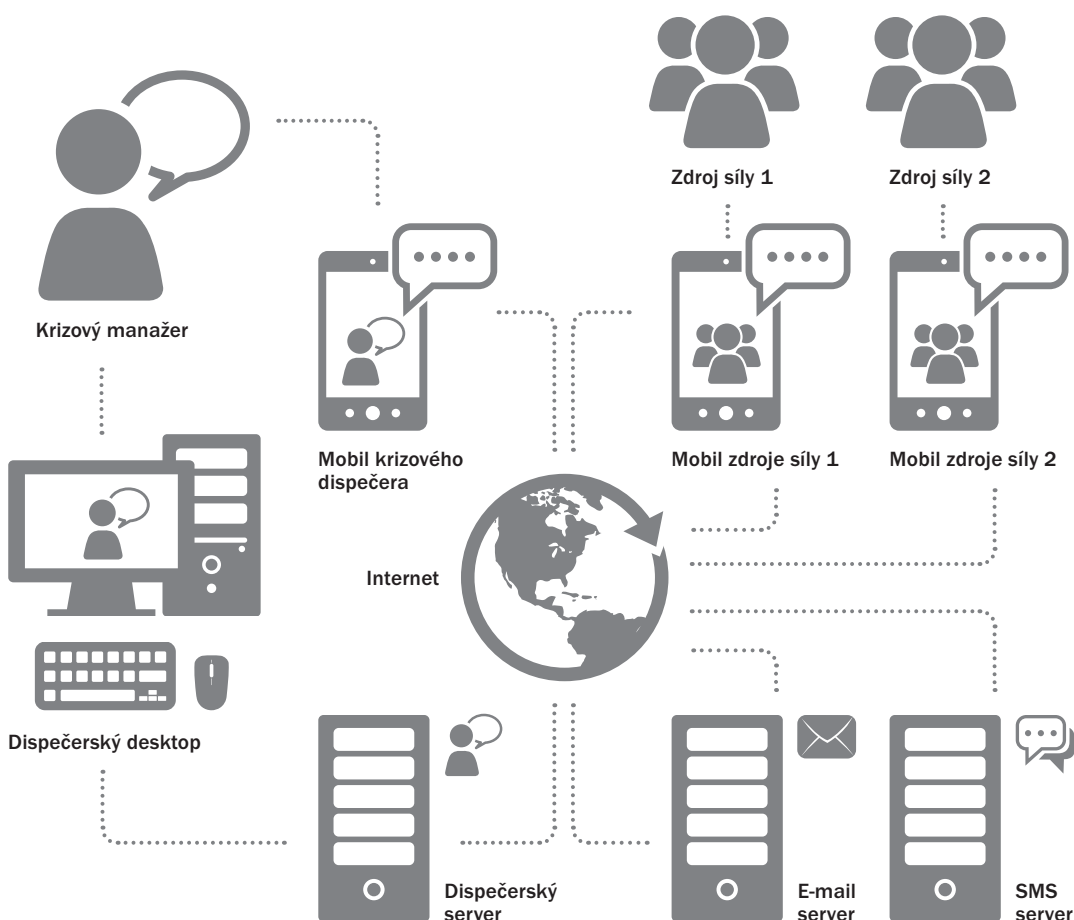 Zdroj síly 1
Zdroj síly 2
Krizový manažer
Mobil krizového
dispečera
Mobil zdroje síly 1
Mobil zdroje síly 2
Internet
Dispečerský desktop
Dispečerský
server
E-mail
server
SMS
server